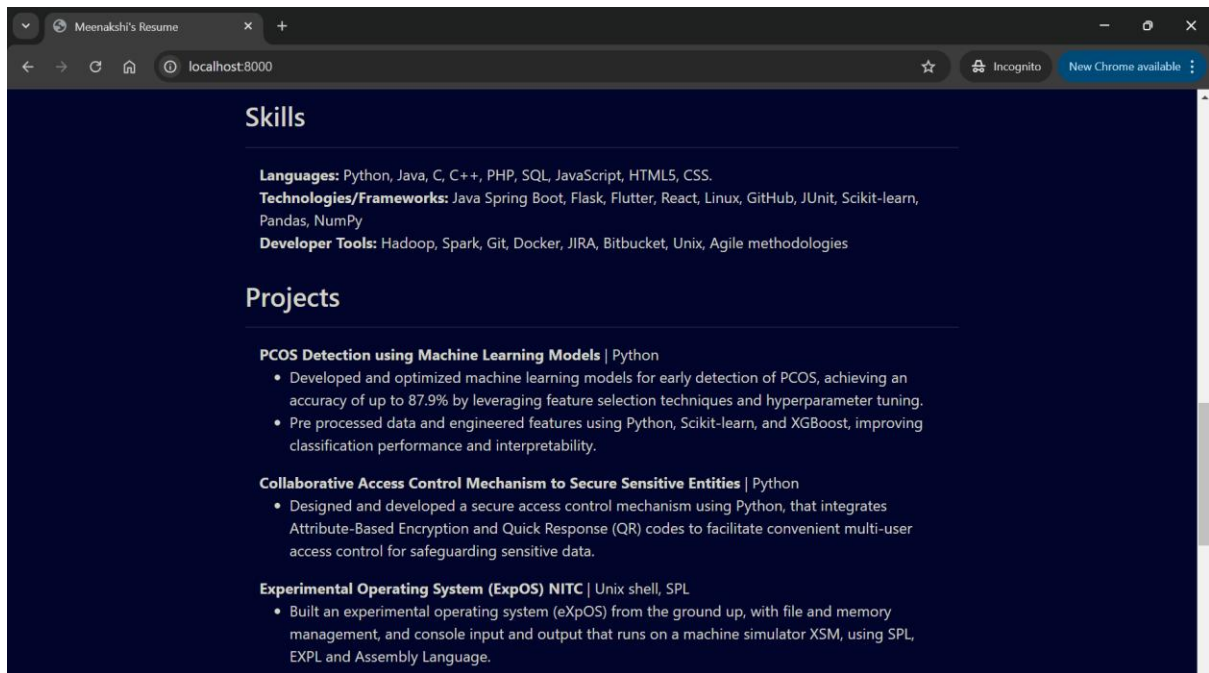 Meenakshi's Resume
localhost:8000
Incognito
New Chrome available
Skills
Languages: Python, Java, C, C++, PHP, SQL, JavaScript, HTML5, CSS.
Technologies/Frameworks: Java Spring Boot, Flask, Flutter, React, Linux, GitHub, JUnit, Scikit-learn,
Pandas, NumPy
Developer Tools: Hadoop, Spark, Git, Docker, JIRA, Bitbucket, Unix, Agile methodologies
Projects
PCOS Detection using Machine Learning Models | Python
• Developed and optimized machine learning models for early detection of PCOS, achieving an
accuracy of up to 87.9% by leveraging feature selection techniques and hyperparameter tuning.
• Pre processed data and engineered features using Python, Scikit-learn, and XGBoost, improving
classification performance and interpretability.
Collaborative Access Control Mechanism to Secure Sensitive Entities | Python
• Designed and developed a secure access control mechanism using Python, that integrates
Attribute-Based Encryption and Quick Response (QR) codes to facilitate convenient multi-user
access control for safeguarding sensitive data.
Experimental Operating System (ExpOS) NITC | Unix shell, SPL
• Built an experimental operating system (eXpOS) from the ground up, with file and memory
management, and console input and output that runs on a machine simulator XSM, using SPL,
EXPL and Assembly Language.